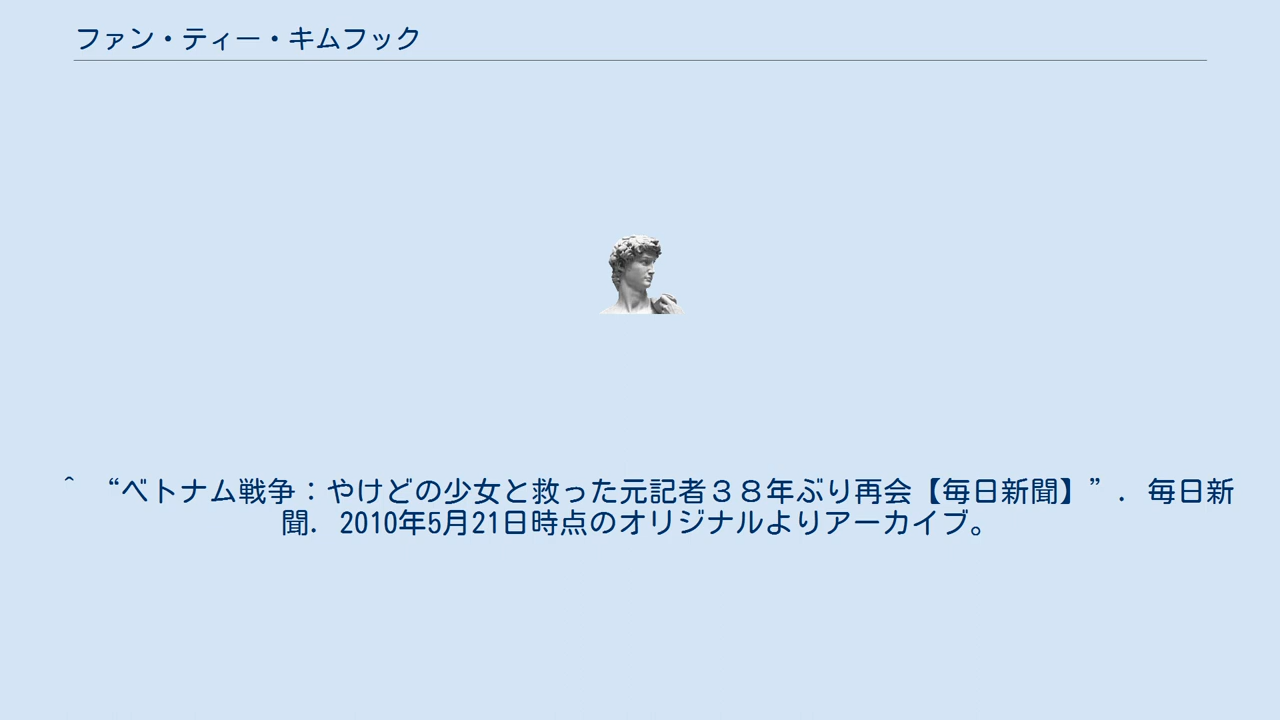 ファン・ティー・キムフック
^ “ベトナム戦争：やけどの少女と救った元記者３８年ぶり再会【毎日新聞】”. 毎日新
聞. 2010年5月21日時点のオリジナルよりアーカイブ。